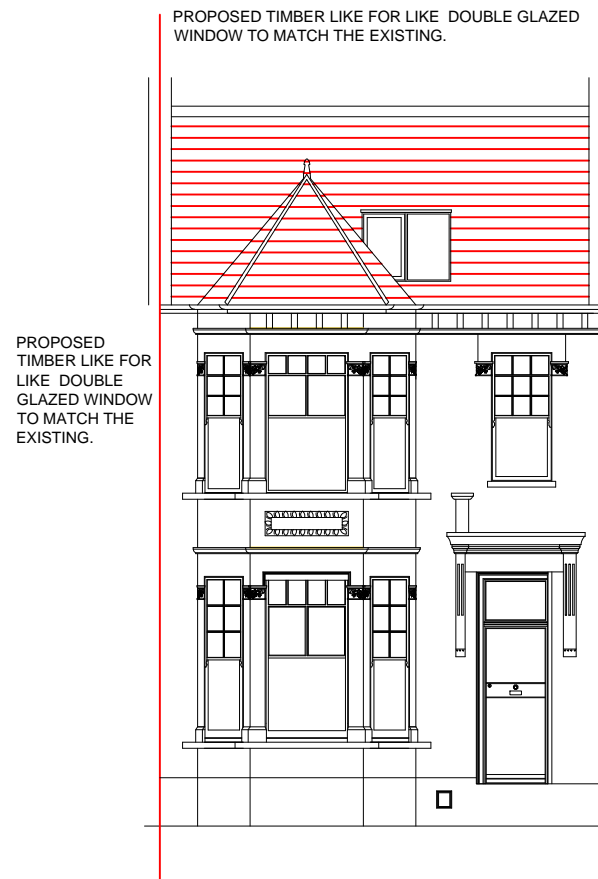 PROPOSED TIMBER LIKE FOR LIKE DOUBLE GLAZED
WINDOW TO MATCH THE EXISTING.
PROPOSED
TIMBER LIKE FOR
LIKE DOUBLE
GLAZED WINDOW
TO MATCH THE
EXISTING.